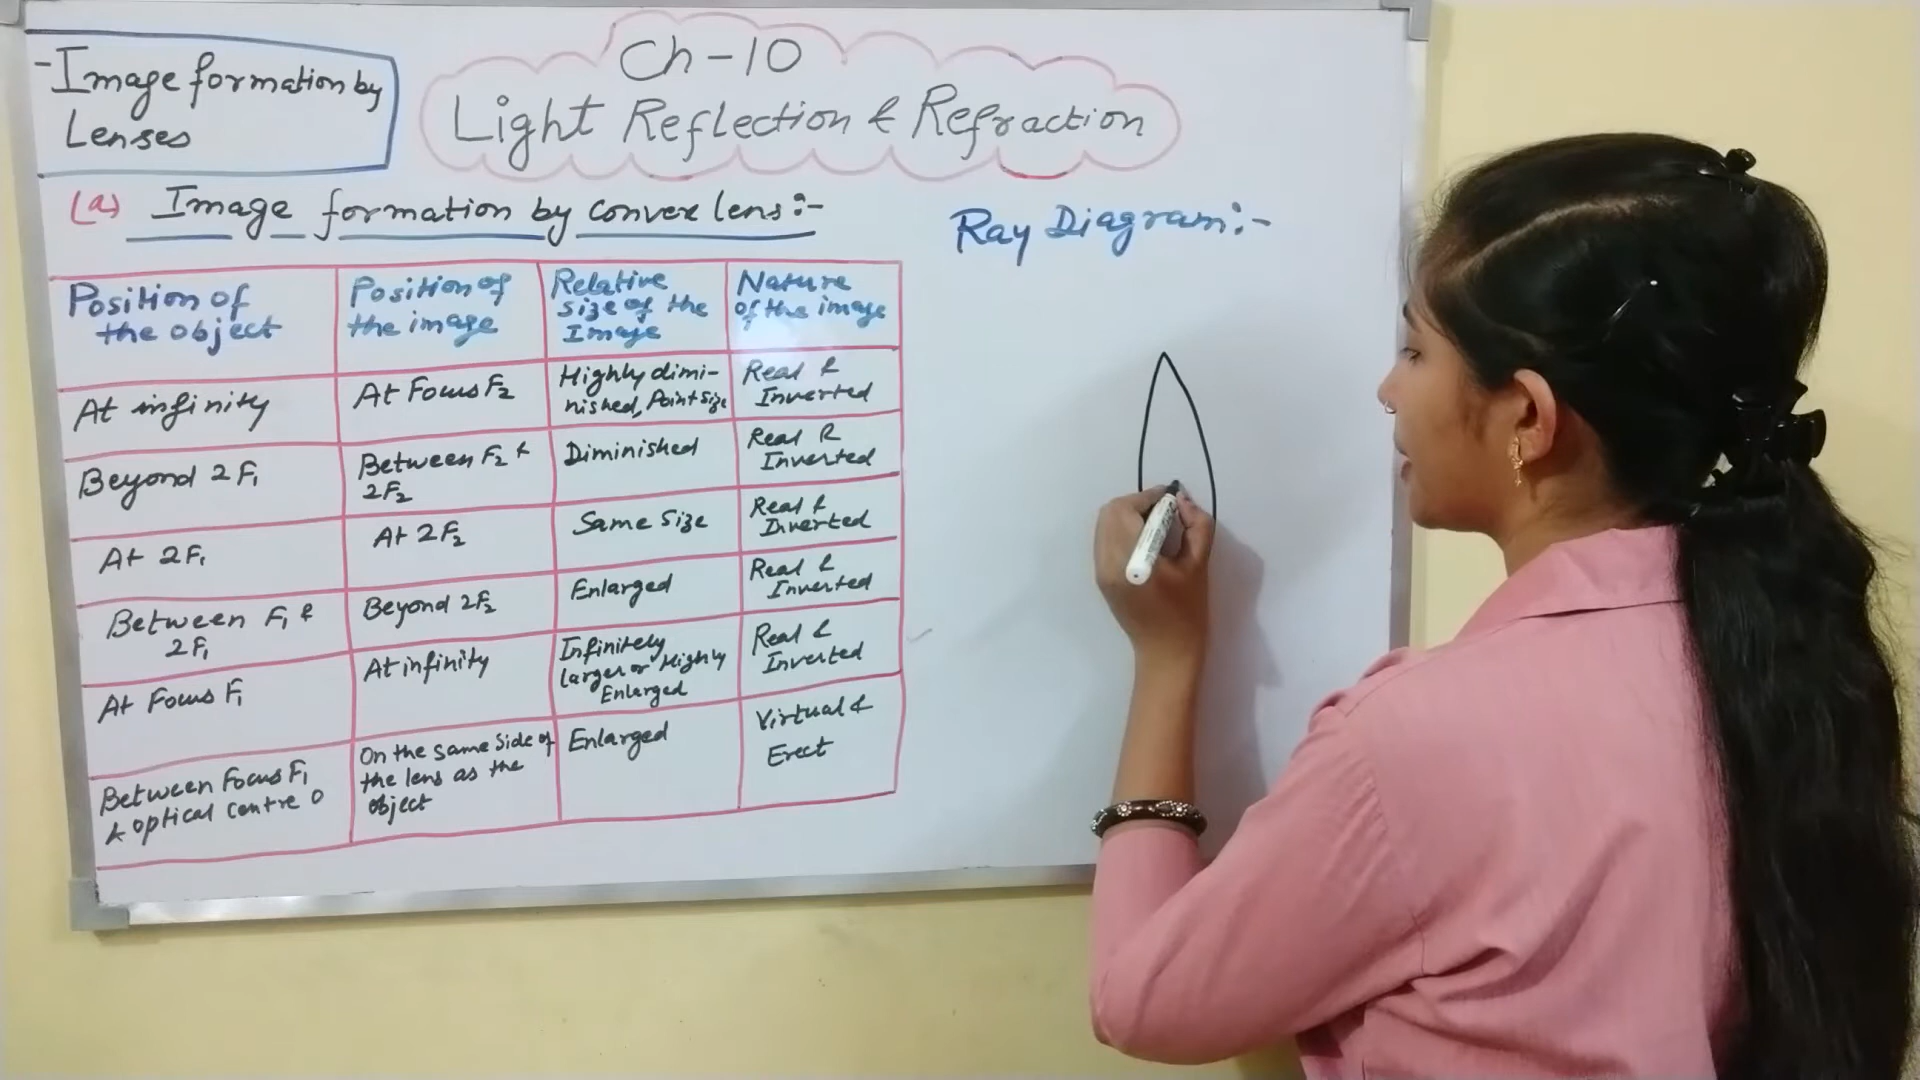 -Image formation by
Lenses
Ch-10
Light Reflection & Refraction
(a) Image formation by convex lens:-
Ray Diagram:-
Position of
the object
Position of
the image
Relative
size of the
Image
Nature
of the image
At infinity
At Focus F₂
Highly dimi-
nished, Point size
Real &
Inverted
Beyond 2F₁
Between F₂ &
2F₂
Diminished
Real &
Inverted
At 2F₁
At 2F₂
Same size
Real &
Inverted
Between F₁ &
2F₁
Beyond 2F₂
Enlarged
Real &
Inverted
At Focus F₁
At infinity
Infinitely
larger or Highly
Enlarged
Real &
Inverted
Between Focus F₁
& optical centre O
On the same side of
the lens as the
object
Enlarged
Virtual &
Erect